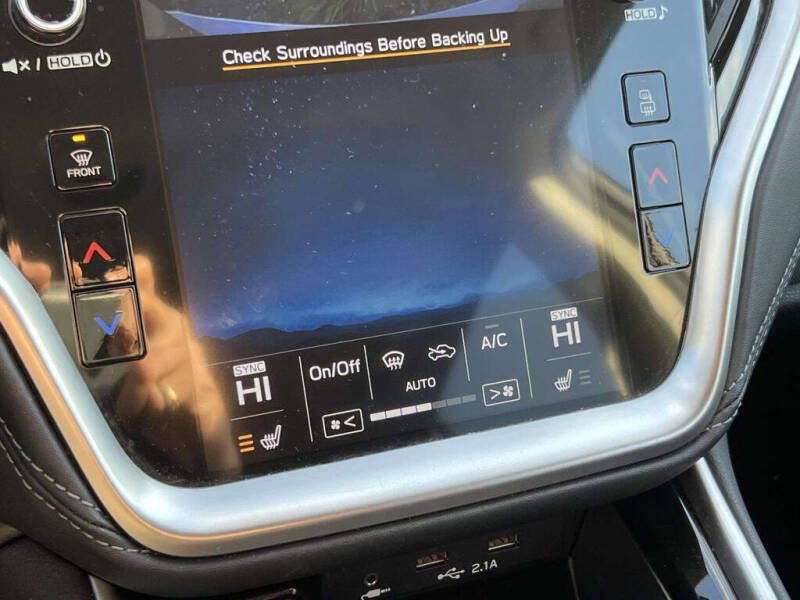 HOLD
/ HOLD
Check Surroundings Before Backing Up
FRONT
SYNC
HI
On/Off
AUTO
A/C
SYNC
HI
<
>
2.1A